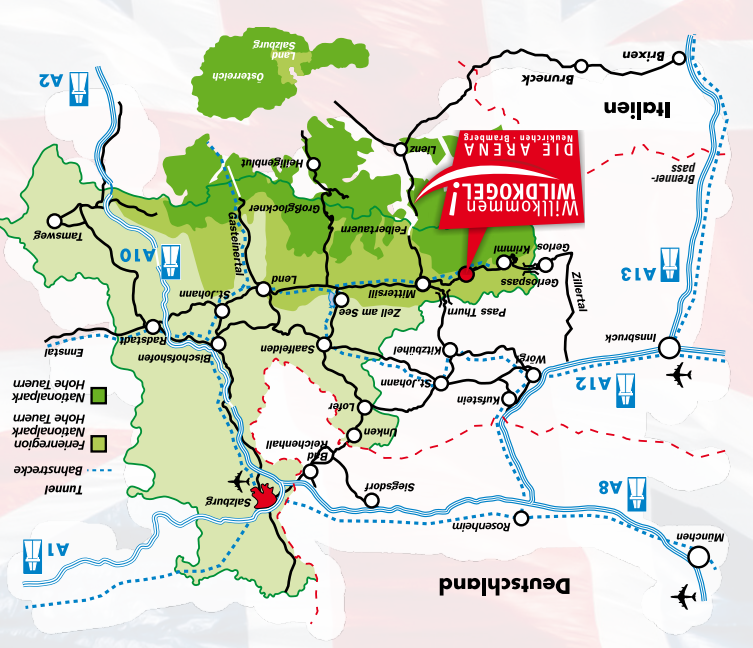 Deutschland
München
A8
Rosenheim
Siegsdorf
A1
Salzburg
Bad
Reichenhall
Unken
Lofer
Kufstein
St.Johann
Wörgl
Kitzbühel
A12
Innsbruck
Tunnel
Bahnstrecke
Ferienregion
Nationalpark
Hohe Tauern
Nationalpark
Hohe Tauern
Ennstal
Radstadt
Bischofshofen
Saalfelden
St.Johann
Lend
Zell am
See
Mittersill
Pass Thurn
Gerlospass
Gerlos
Krimml
Zillertal
A13
A10
Tamsweg
Gasteinertal
Großglockner
Felbertauern
Heiligenblut
Lienz
Willkommen
WILDKOGEL!
DIE ARENA
Neukirchen · Bramberg
Brenner-
pass
Italien
Brixen
Bruneck
A2
Österreich
Land
Salzburg